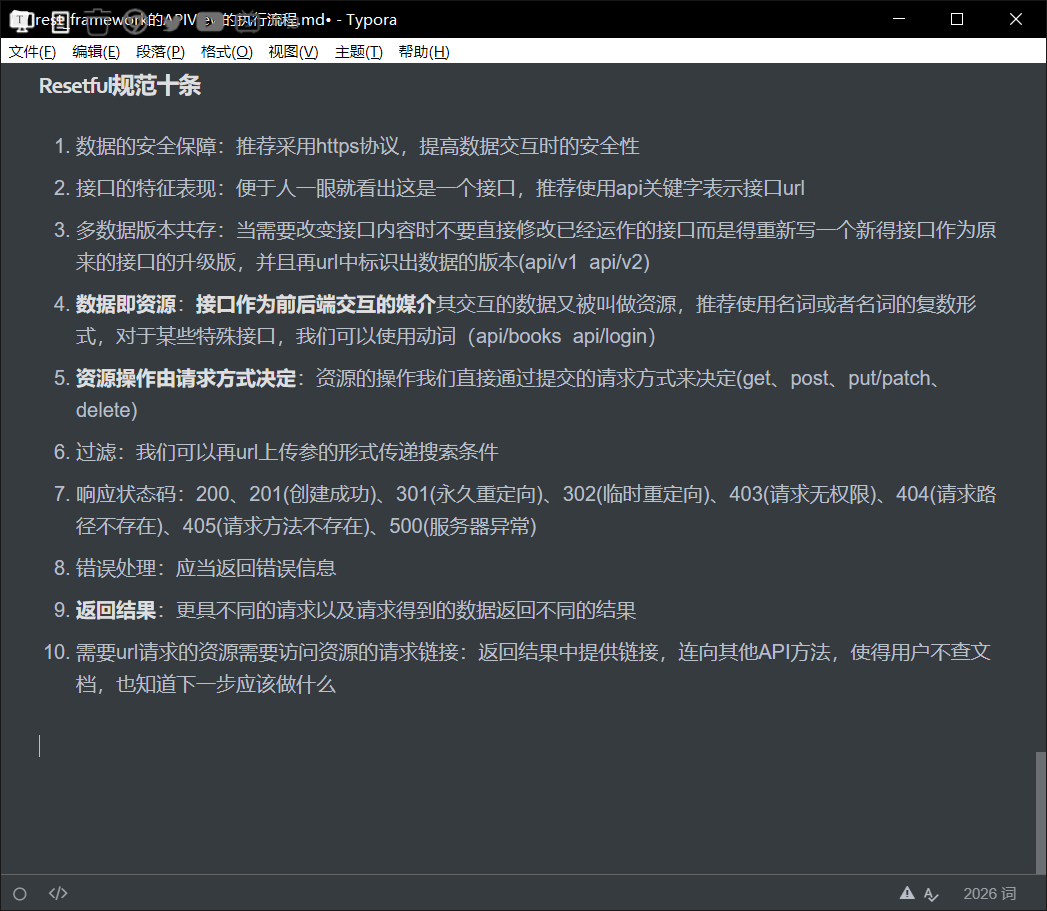 rest_framework的APIView的执行流程.md• - Typora
文件(F) 编辑(E) 段落(P) 格式(O) 视图(V) 主题(T) 帮助(H)
Resetful规范十条
1. 数据的安全保障：推荐采用https协议，提高数据交互时的安全性
2. 接口的特征表现：便于人一眼就看出这是一个接口，推荐使用api关键字表示接口url
3. 多数据版本共存：当需要改变接口内容时不要直接修改已经运作的接口而是得重新写一个新得接口作为原
来的接口的升级版，并且再url中标识出数据的版本(api/v1 api/v2)
4. 数据即资源：接口作为前后端交互的媒介其交互的数据又被叫做资源，推荐使用名词或者名词的复数形
式，对于某些特殊接口，我们可以使用动词（api/books api/login）
5. 资源操作由请求方式决定：资源的操作我们直接通过提交的请求方式来决定(get、post、put/patch、
delete)
6. 过滤：我们可以再url上传参的形式传递搜索条件
7. 响应状态码：200、201(创建成功)、301(永久重定向)、302(临时重定向)、403(请求无权限)、404(请求路
径不存在)、405(请求方法不存在)、500(服务器异常)
8. 错误处理：应当返回错误信息
9. 返回结果：更具不同的请求以及请求得到的数据返回不同的结果
10. 需要url请求的资源需要访问资源的请求链接：返回结果中提供链接，连向其他API方法，使得用户不查文
档，也知道下一步应该做什么
2026 词